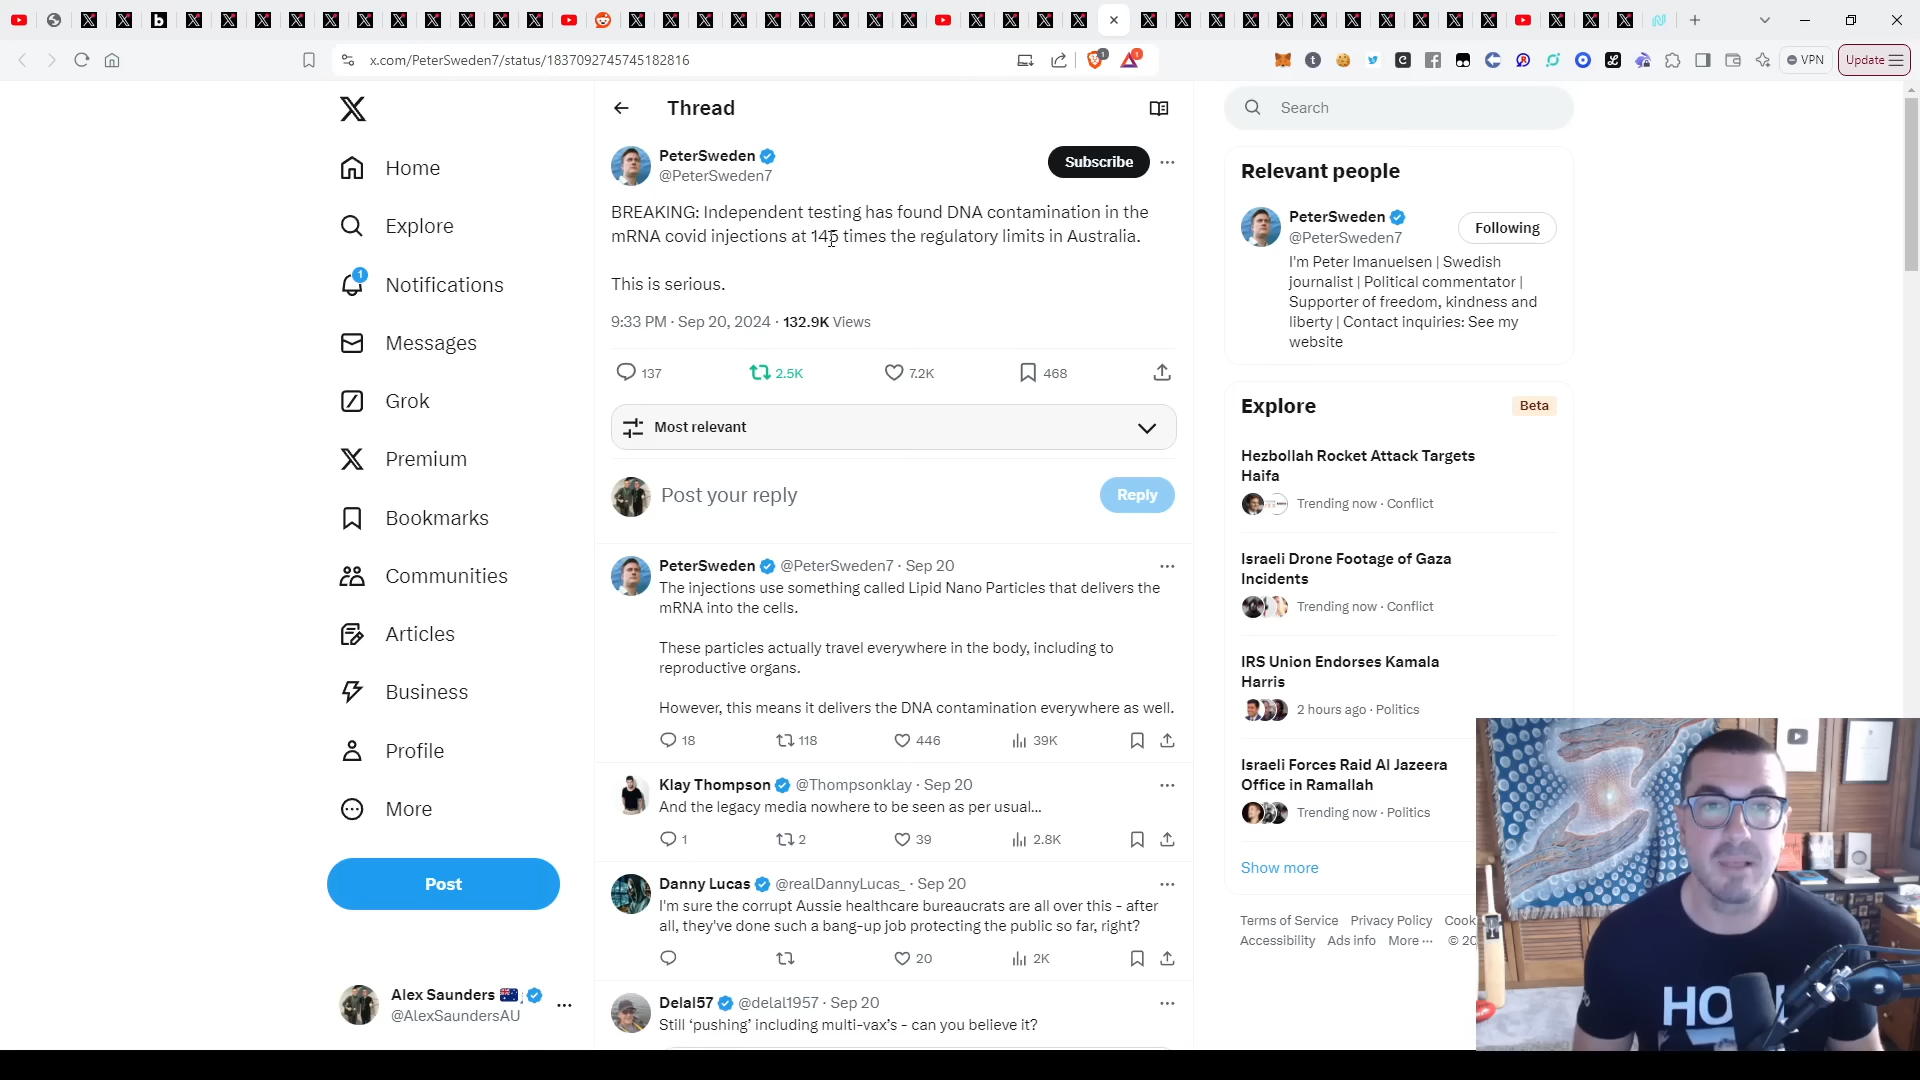 x.com/PeterSweden7/status/1837092745745182816
1
1
VPN
Update
Home
Explore
1
Notifications
Messages
Grok
Premium
Bookmarks
Communities
Articles
Business
Profile
More
Post
Alex Saunders
@AlexSaundersAU
Thread
PeterSweden
@PeterSweden7
Subscribe
BREAKING: Independent testing has found DNA contamination in the
mRNA covid injections at 145 times the regulatory limits in Australia.
This is serious.
9:33 PM · Sep 20, 2024 · 132.9K Views
137 2.5K 7.2K 468
Most relevant
Post your reply
Reply
PeterSweden @PeterSweden7 · Sep 20
The injections use something called Lipid Nano Particles that delivers the
mRNA into the cells.
These particles actually travel everywhere in the body, including to
reproductive organs.
However, this means it delivers the DNA contamination everywhere as well.
18 118 446 39K
Klay Thompson @Thompsonklay · Sep 20
And the legacy media nowhere to be seen as per usual...
1 2 39 2.8K
Danny Lucas @realDannyLucas_ · Sep 20
I'm sure the corrupt Aussie healthcare bureaucrats are all over this - after
all, they've done such a bang-up job protecting the public so far, right?
20 2K
Delal57 @delal1957 · Sep 20
Still ‘pushing’ including multi-vax’s - can you believe it?
Search
Relevant people
PeterSweden
@PeterSweden7
Following
I'm Peter Imanuelsen | Swedish
journalist | Political commentator |
Supporter of freedom, kindness and
liberty | Contact inquiries: See my
website
Explore
Beta
Hezbollah Rocket Attack Targets
Haifa
Trending now · Conflict
Israeli Drone Footage of Gaza
Incidents
Trending now · Conflict
IRS Union Endorses Kamala
Harris
2 hours ago · Politics
Israeli Forces Raid Al Jazeera
Office in Ramallah
Trending now · Politics
Show more
Terms of Service Privacy Policy Cook
Accessibility Ads info More ··· © 20